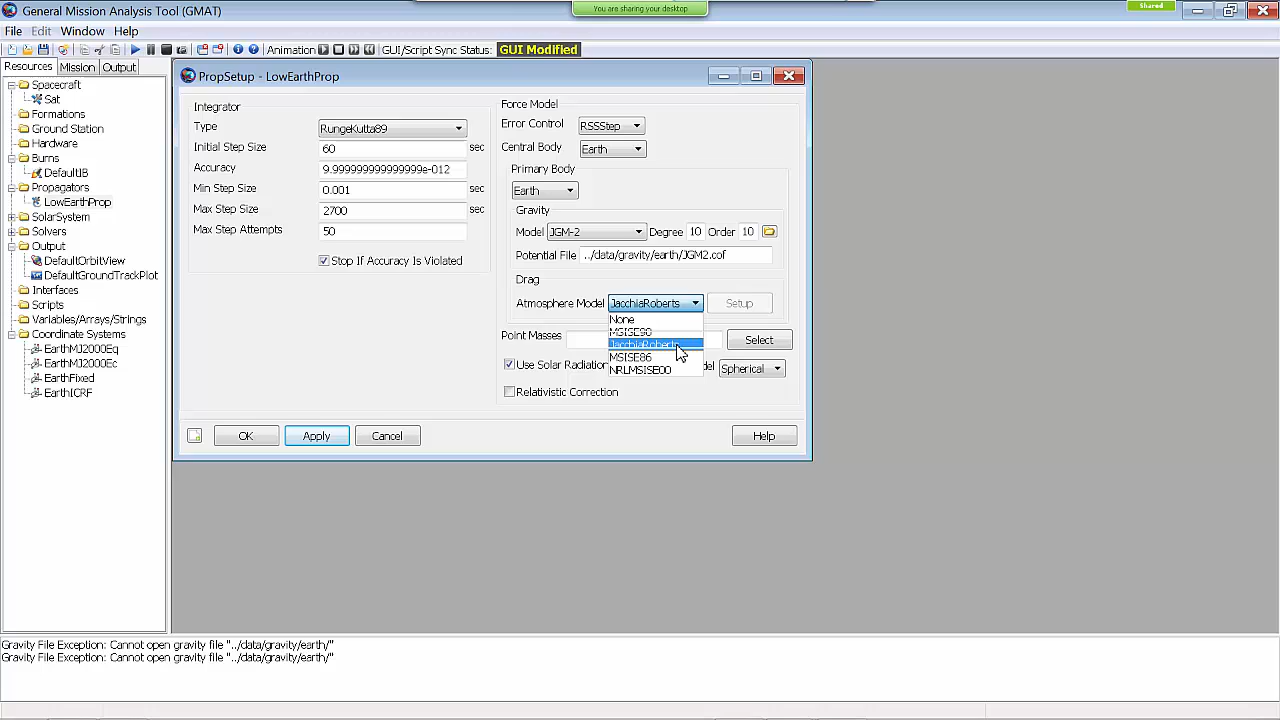 You are sharing your desktop
Shared
General Mission Analysis Tool (GMAT)
File Edit Window Help
Animation GUI/Script Sync Status: GUI Modified
Resources Mission Output
Spacecraft
Sat
Formations
Ground Station
Hardware
Burns
DefaultIB
Propagators
LowEarthProp
SolarSystem
Solvers
Output
DefaultOrbitView
DefaultGroundTrackPlot
Interfaces
Scripts
Variables/Arrays/Strings
Coordinate Systems
EarthMJ2000Eq
EarthMJ2000Ec
EarthFixed
EarthICRF
PropSetup - LowEarthProp
Integrator
Type RungeKutta89
Initial Step Size 60 sec
Accuracy 9.999999999999999e-012
Min Step Size 0.001 sec
Max Step Size 2700 sec
Max Step Attempts 50
Stop If Accuracy Is Violated
Force Model
Error Control RSSStep
Central Body Earth
Primary Body
Earth
Gravity
Model JGM-2 Degree 10 Order 10
Potential File ../data/gravity/earth/JGM2.cof
Drag
Atmosphere Model JacchiaRoberts Setup
None
MSISE90
JacchiaRoberts
MSISE86
NRLMSISE00
Point Masses Select
Use Solar Radiation del Spherical
Relativistic Correction
OK Apply Cancel Help
Gravity File Exception: Cannot open gravity file "../data/gravity/earth/"
Gravity File Exception: Cannot open gravity file "../data/gravity/earth/"